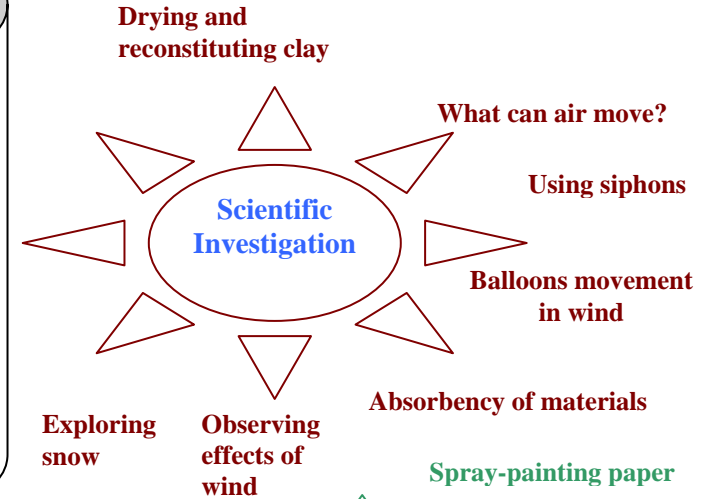 Drying and
reconstituting clay
What can air move?
Using siphons
Scientific
Investigation
Balloons movement
in wind
Absorbency of materials
Exploring
snow
Observing
effects of
wind
Spray-painting paper